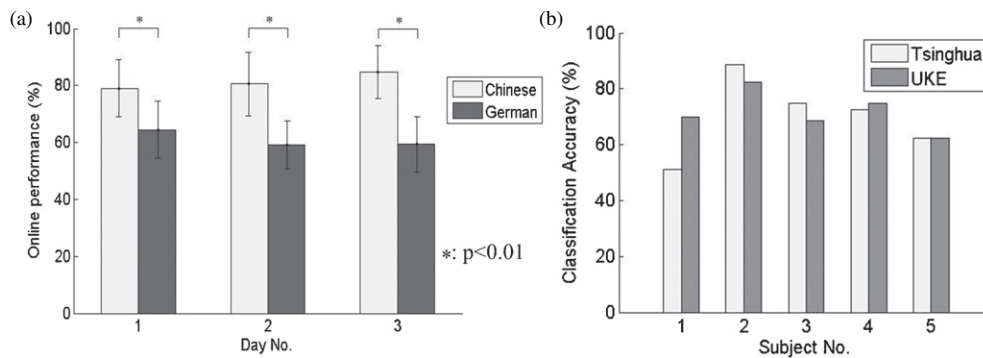 (a)
100
80
60
40
20
0
Online performance (%)
*
*
*
Chinese
German
*: p<0.01
1
2
3
Day No.
(b)
100
80
60
40
20
0
Classification Accuracy (%)
Tsinghua
UKE
1
2
3
4
5
Subject No.